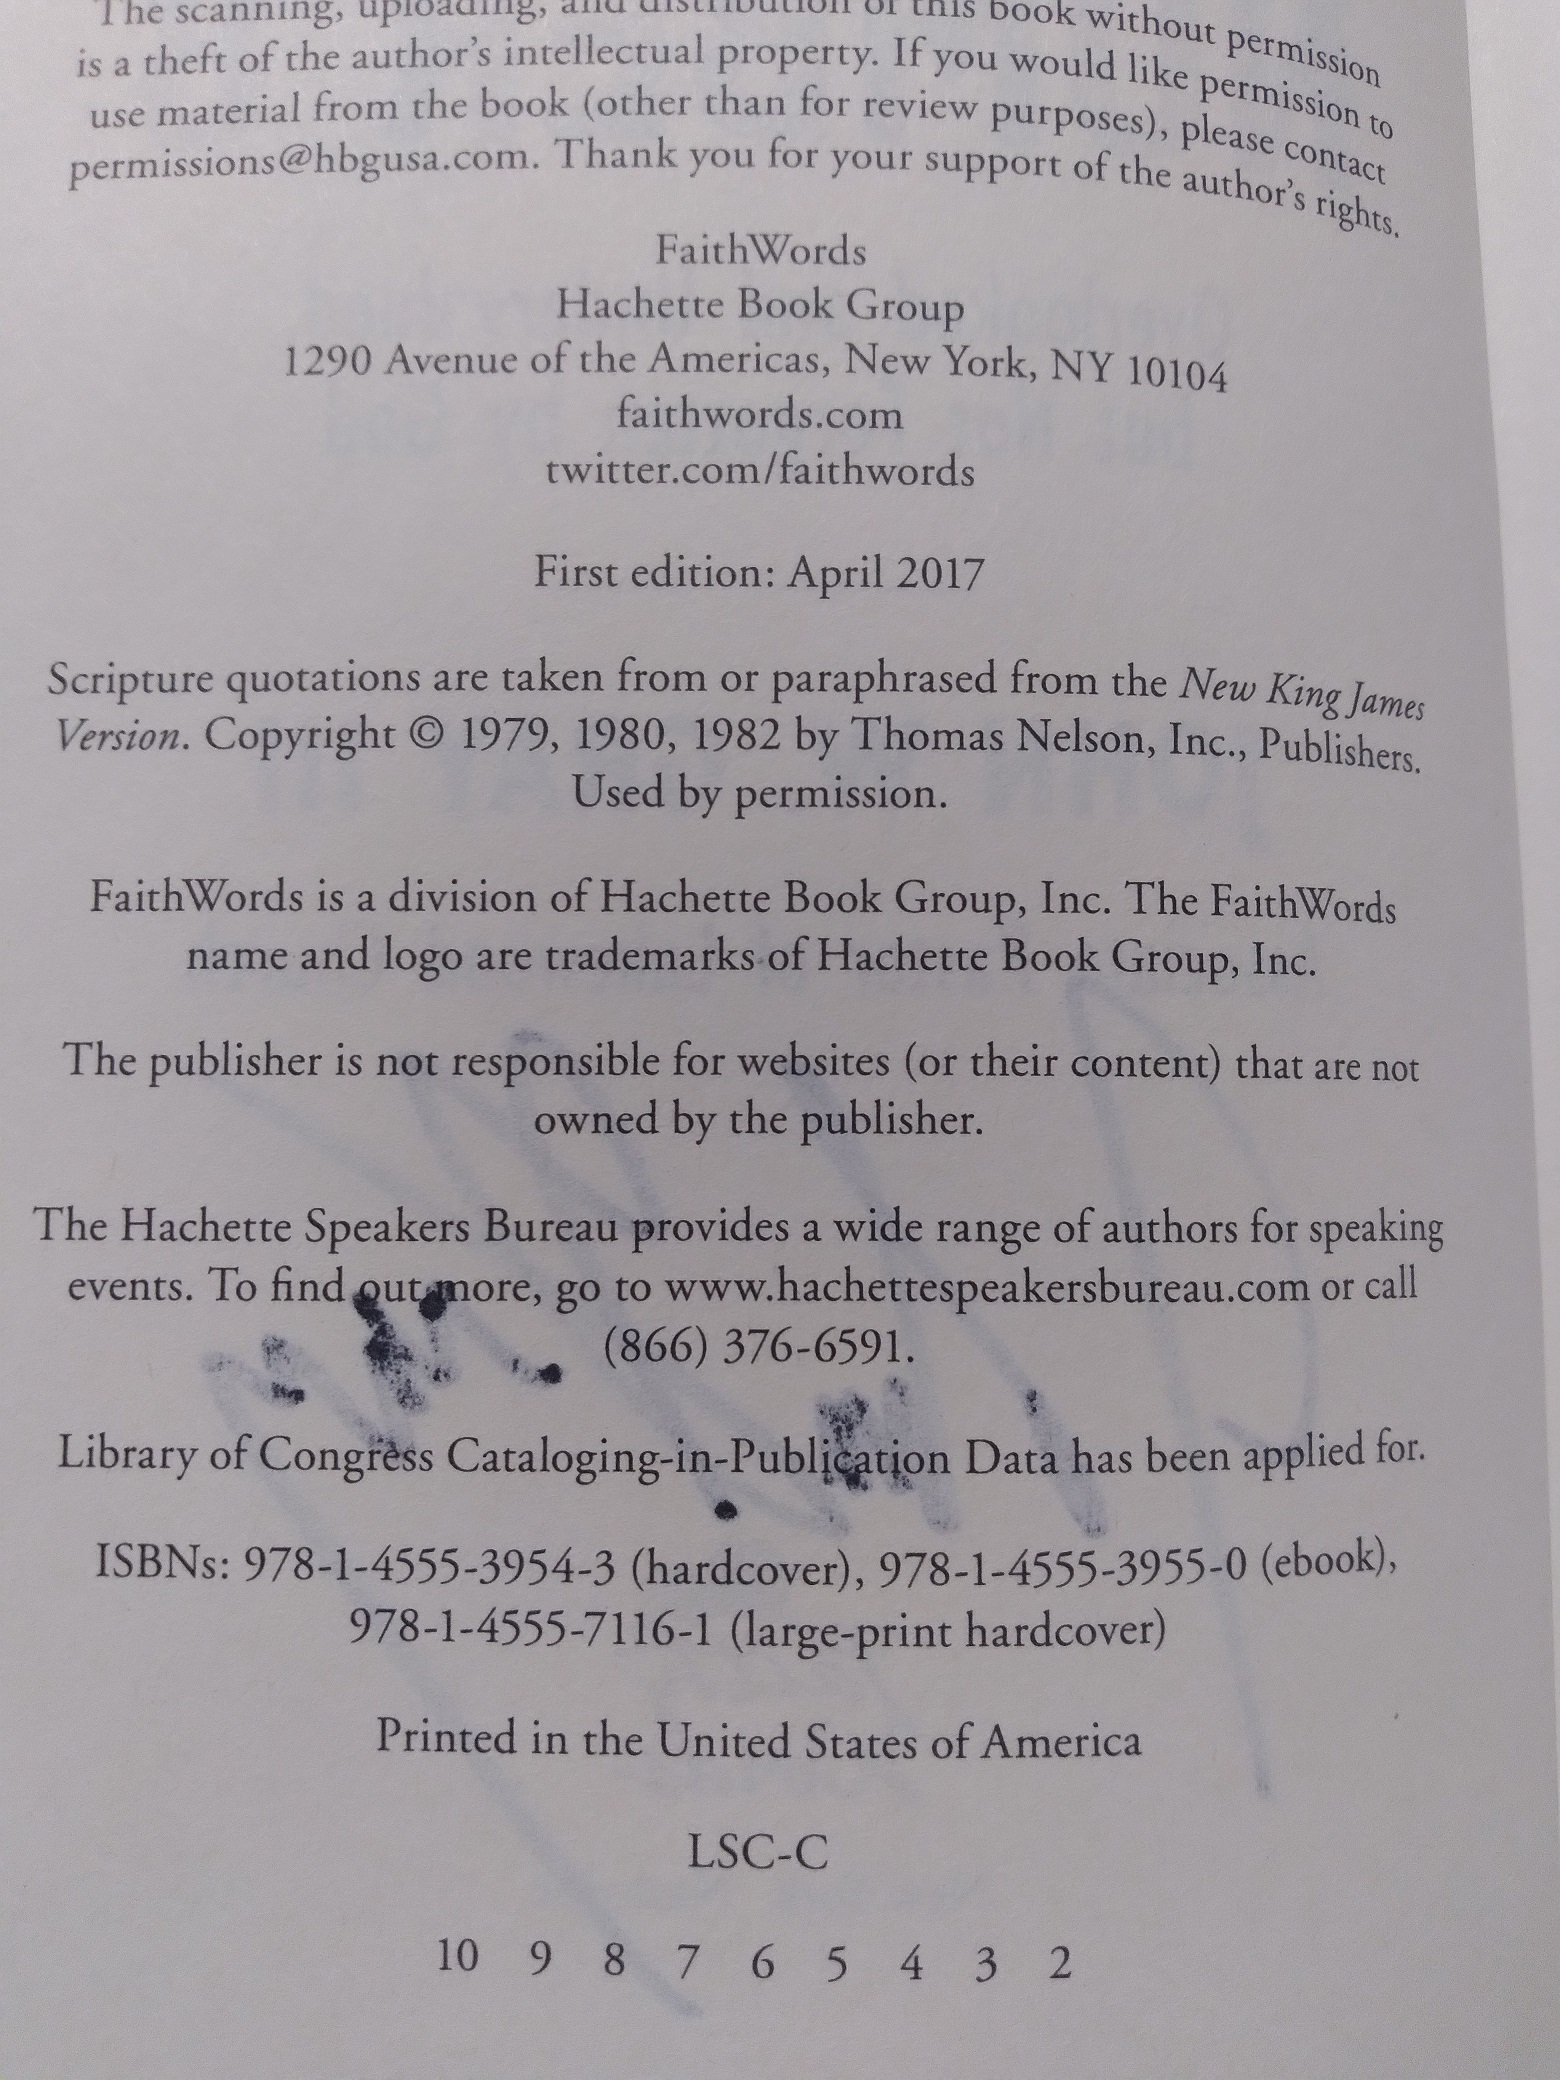 The scanning, uploading, and distribution of this book without permission
is a theft of the author's intellectual property. If you would like permission to
use material from the book (other than for review purposes), please contact
permissions@hbgusa.com. Thank you for your support of the author's rights.
FaithWords
Hachette Book Group
1290 Avenue of the Americas, New York, NY 10104
faithwords.com
twitter.com/faithwords
First edition: April 2017
Scripture quotations are taken from or paraphrased from the New King James
Version. Copyright © 1979, 1980, 1982 by Thomas Nelson, Inc., Publishers.
Used by permission.
FaithWords is a division of Hachette Book Group, Inc. The FaithWords
name and logo are trademarks of Hachette Book Group, Inc.
The publisher is not responsible for websites (or their content) that are not
owned by the publisher.
The Hachette Speakers Bureau provides a wide range of authors for speaking
events. To find out more, go to www.hachettespeakersbureau.com or call
(866) 376-6591.
Library of Congress Cataloging-in-Publication Data has been applied for.
ISBNs: 978-1-4555-3954-3 (hardcover), 978-1-4555-3955-0 (ebook),
978-1-4555-7116-1 (large-print hardcover)
Printed in the United States of America
LSC-C
10 9 8 7 6 5 4 3 2